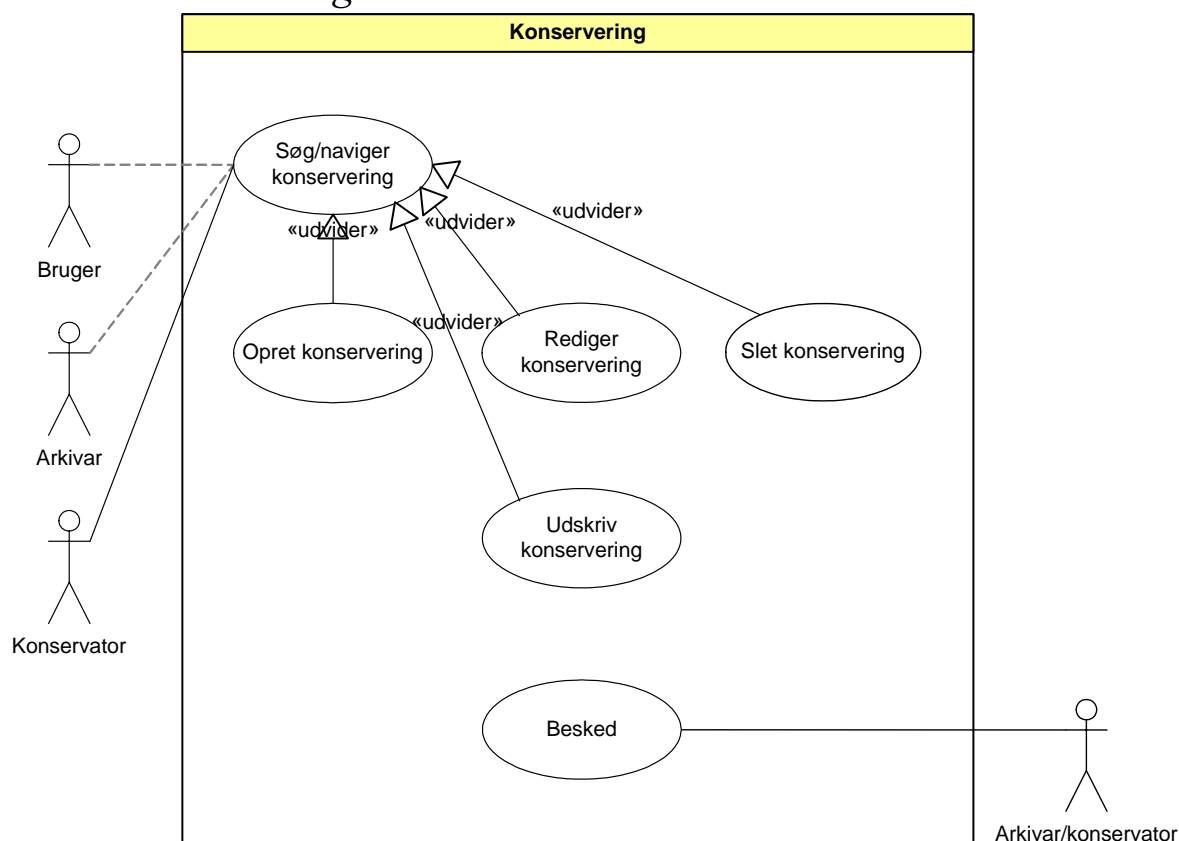 Konservering
Søg/naviger
konservering
«udvider»
«udvider»
«udvider»
«udvider»
Bruger
Opret konservering
Rediger
konservering
Slet konservering
Arkivar
Udskriv
konservering
Konservator
Besked
Arkivar/konservator